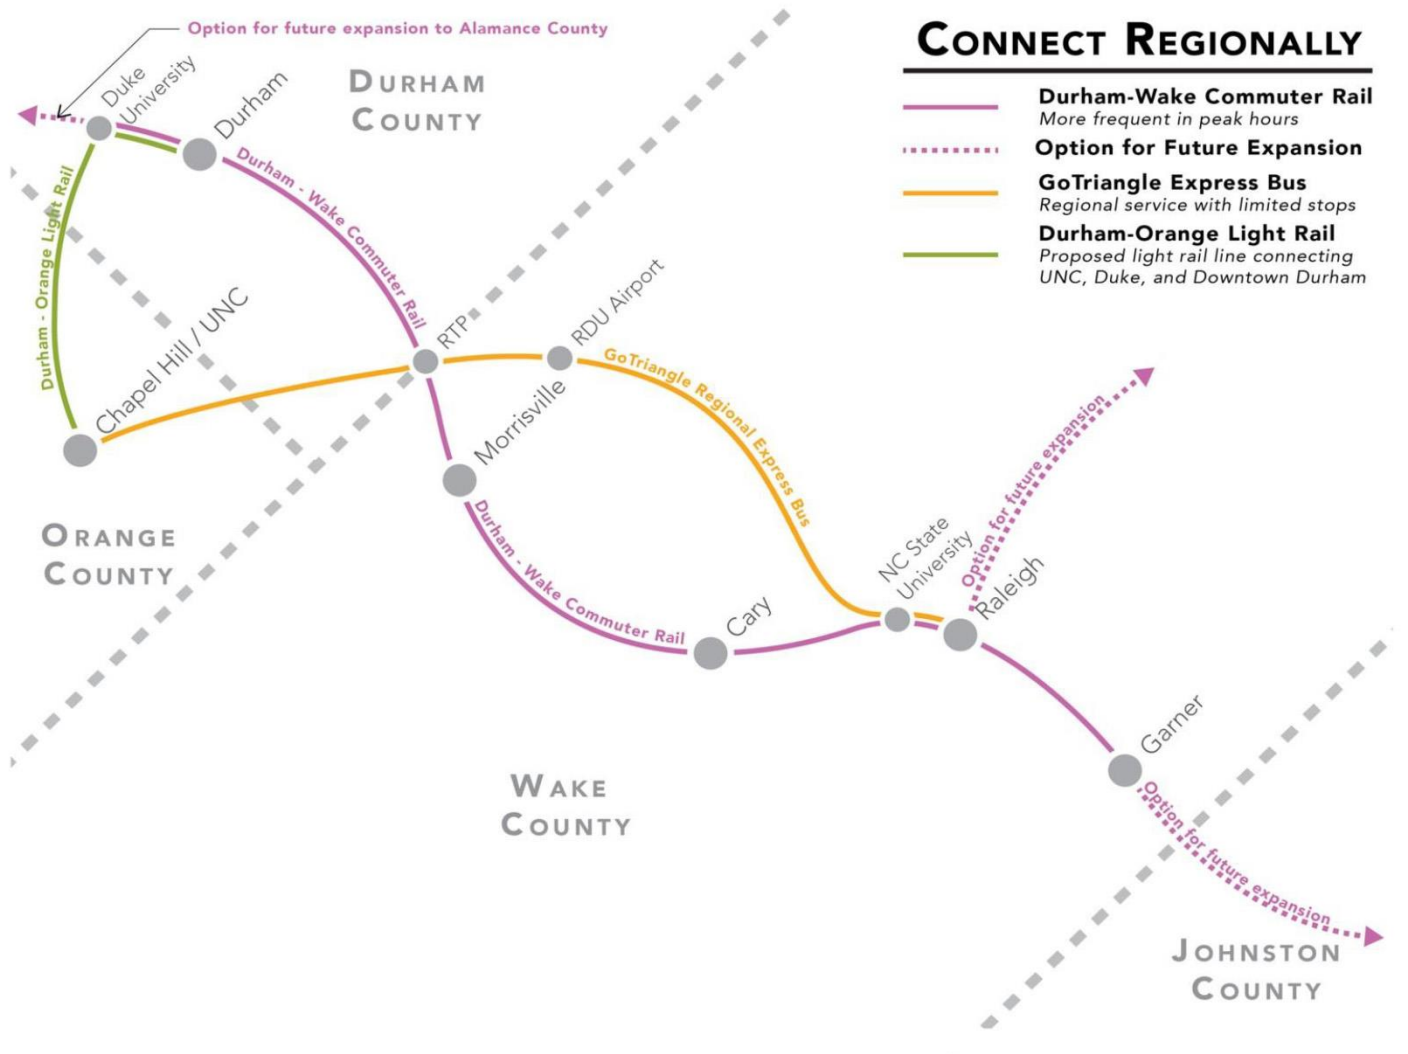 Option for future expansion to Alamance County
CONNECT REGIONALLY
Durham-Wake Commuter Rail
More frequent in peak hours
Option for Future Expansion
GoTriangle Express Bus
Regional service with limited stops
Durham-Orange Light Rail
Proposed light rail line connecting
UNC, Duke, and Downtown Durham
DURHAM
COUNTY
Duke
University
Durham
Durham - Wake Commuter Rail
Durham - Orange Light Rail
Chapel Hill / UNC
RTP
RDU Airport
GoTriangle Regional Express Bus
Morrisville
Durham - Wake Commuter Rail
Cary
NC State
University
Raleigh
Option for future expansion
ORANGE
COUNTY
WAKE
COUNTY
Garner
Option for future expansion
JOHNSTON
COUNTY